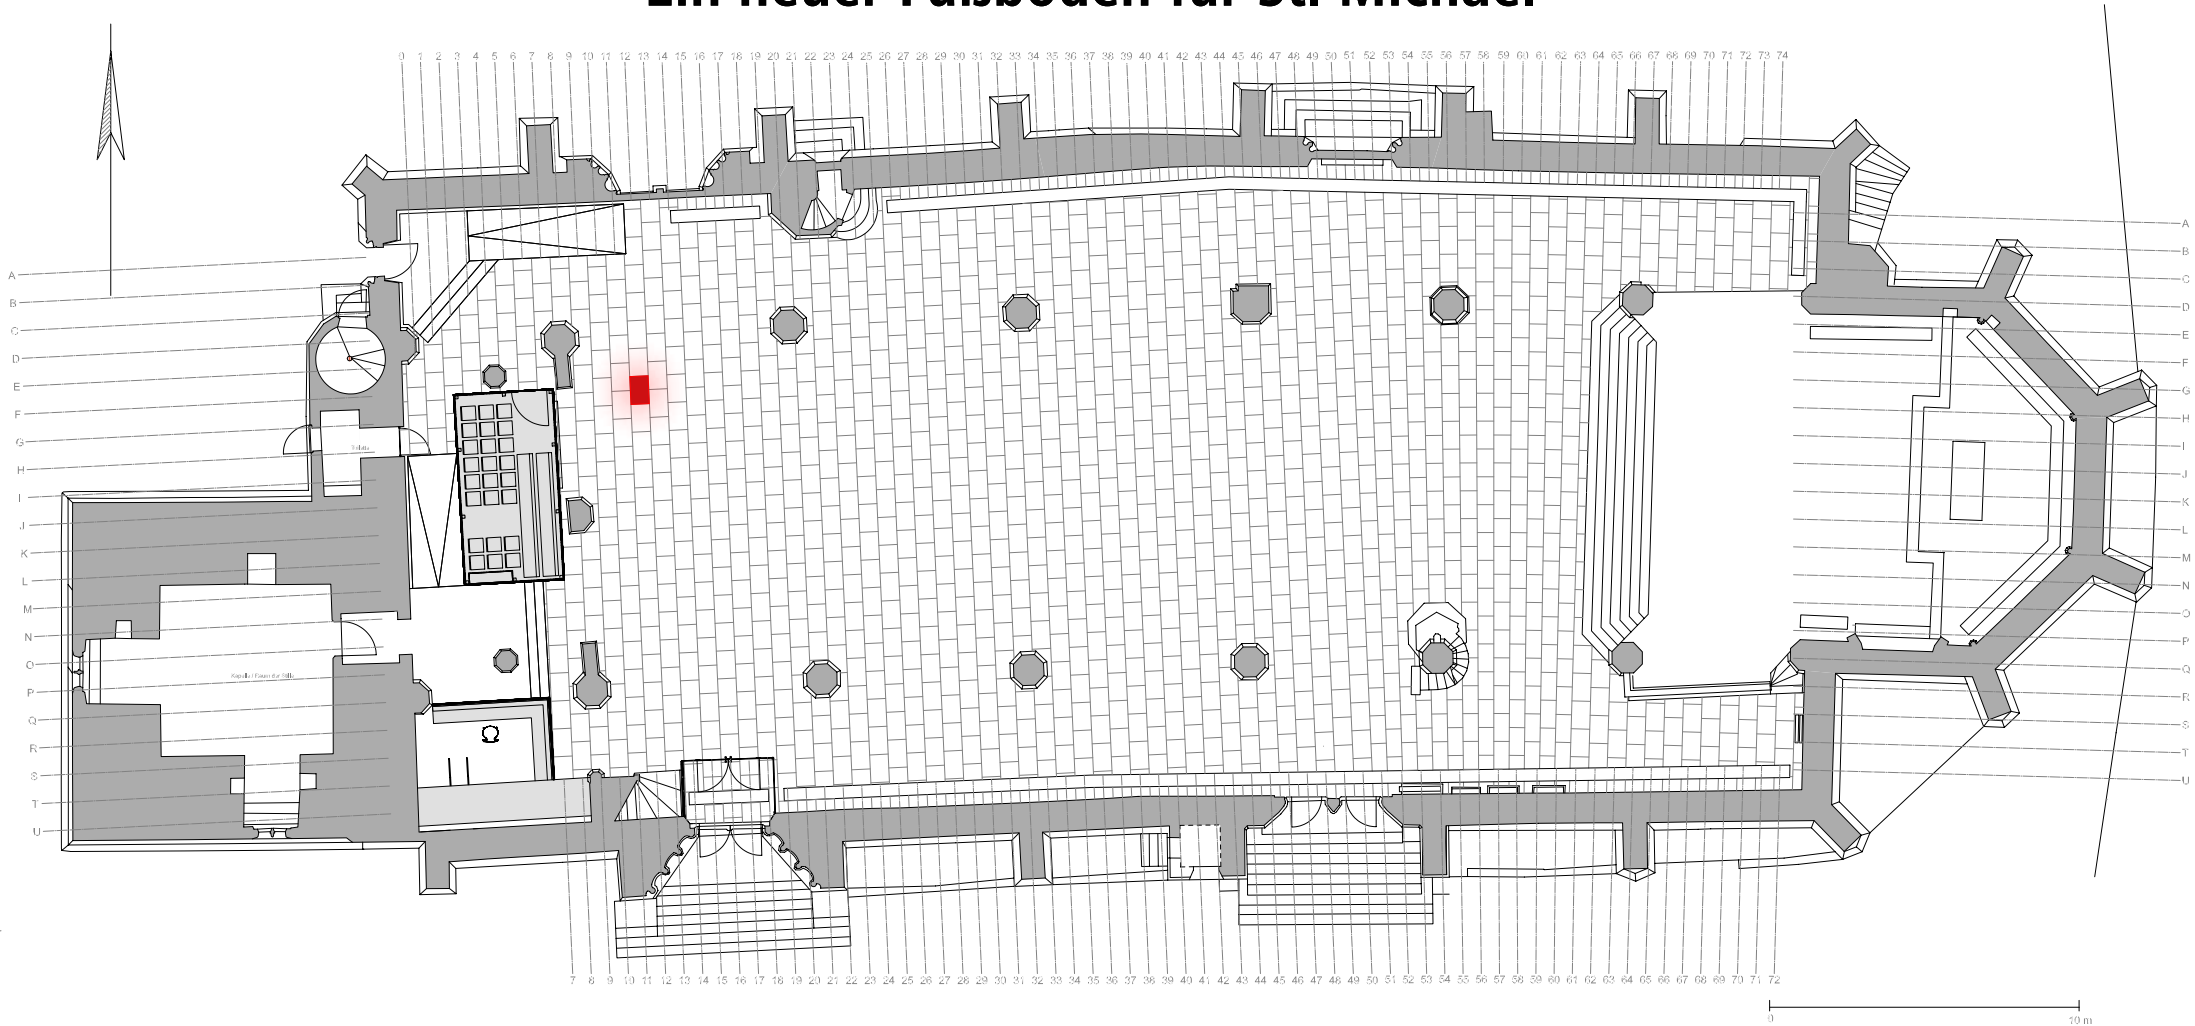 Ein neuer Fußboden für St. Michael
0 1 2 3 4 5 6 7 8 9 10 11 12 13 14 15 16 17 18 19 20 21 22 23 24 25 26 27 28 29 30 31 32 33 34 35 36 37 38 39 40 41 42 43 44 45 46 47 48 49 50 51 52 53 54 55 56 57 58 59 60 61 62 63 64 65 66 67 68 69 70 71 72 73 74
A
B
C
D
E
F
G
H
I
J
K
L
M
N
O
P
Q
R
S
T
U
Kapelle / Raum der Stille
A
B
C
D
E
F
G
H
I
J
K
L
M
N
O
P
Q
R
S
T
U
7 8 9 10 11 12 13 14 15 16 17 18 19 20 21 22 23 24 25 26 27 28 29 30 31 32 33 34 35 36 37 38 39 40 41 42 43 44 45 46 47 48 49 50 51 52 53 54 55 56 57 58 59 60 61 62 63 64 65 66 67 68 69 70 71 72
0 10 m